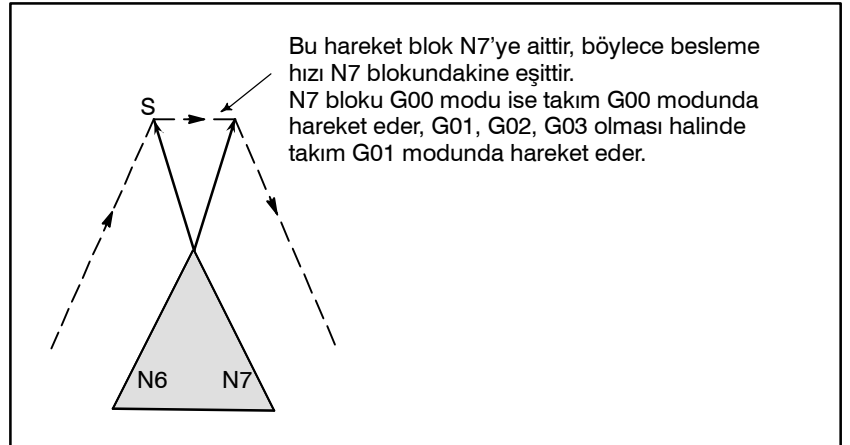 Bu hareket blok N7’ye aittir, böylece besleme
hızı N7 blokundakine eşittir.
N7 bloku G00 modu ise takım G00 modunda
hareket eder, G01, G02, G03 olması halinde
takım G01 modunda hareket eder.
S
N6 N7